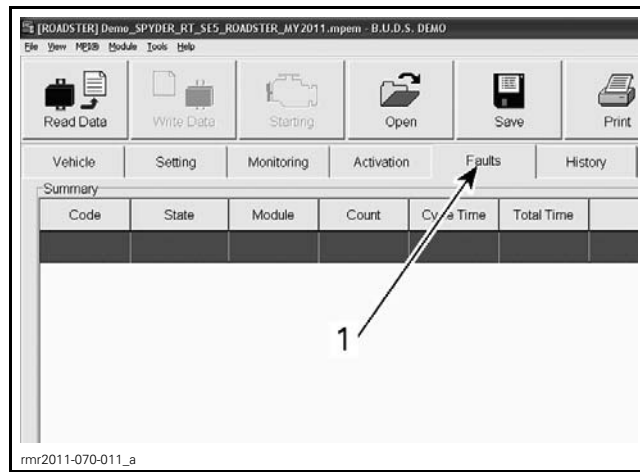 [ROADSTER] Demo_SPYDER_RT_SE5_ROADSTER_MY2011.mpem - B.U.D.S. DEMO
File View MPI® Module Tools Help
Read Data Write Data Starting Open Save Print
Vehicle Setting Monitoring Activation Faults History
Summary
Code State Module Count Cycle Time Total Time
1
rmr2011-070-011_a